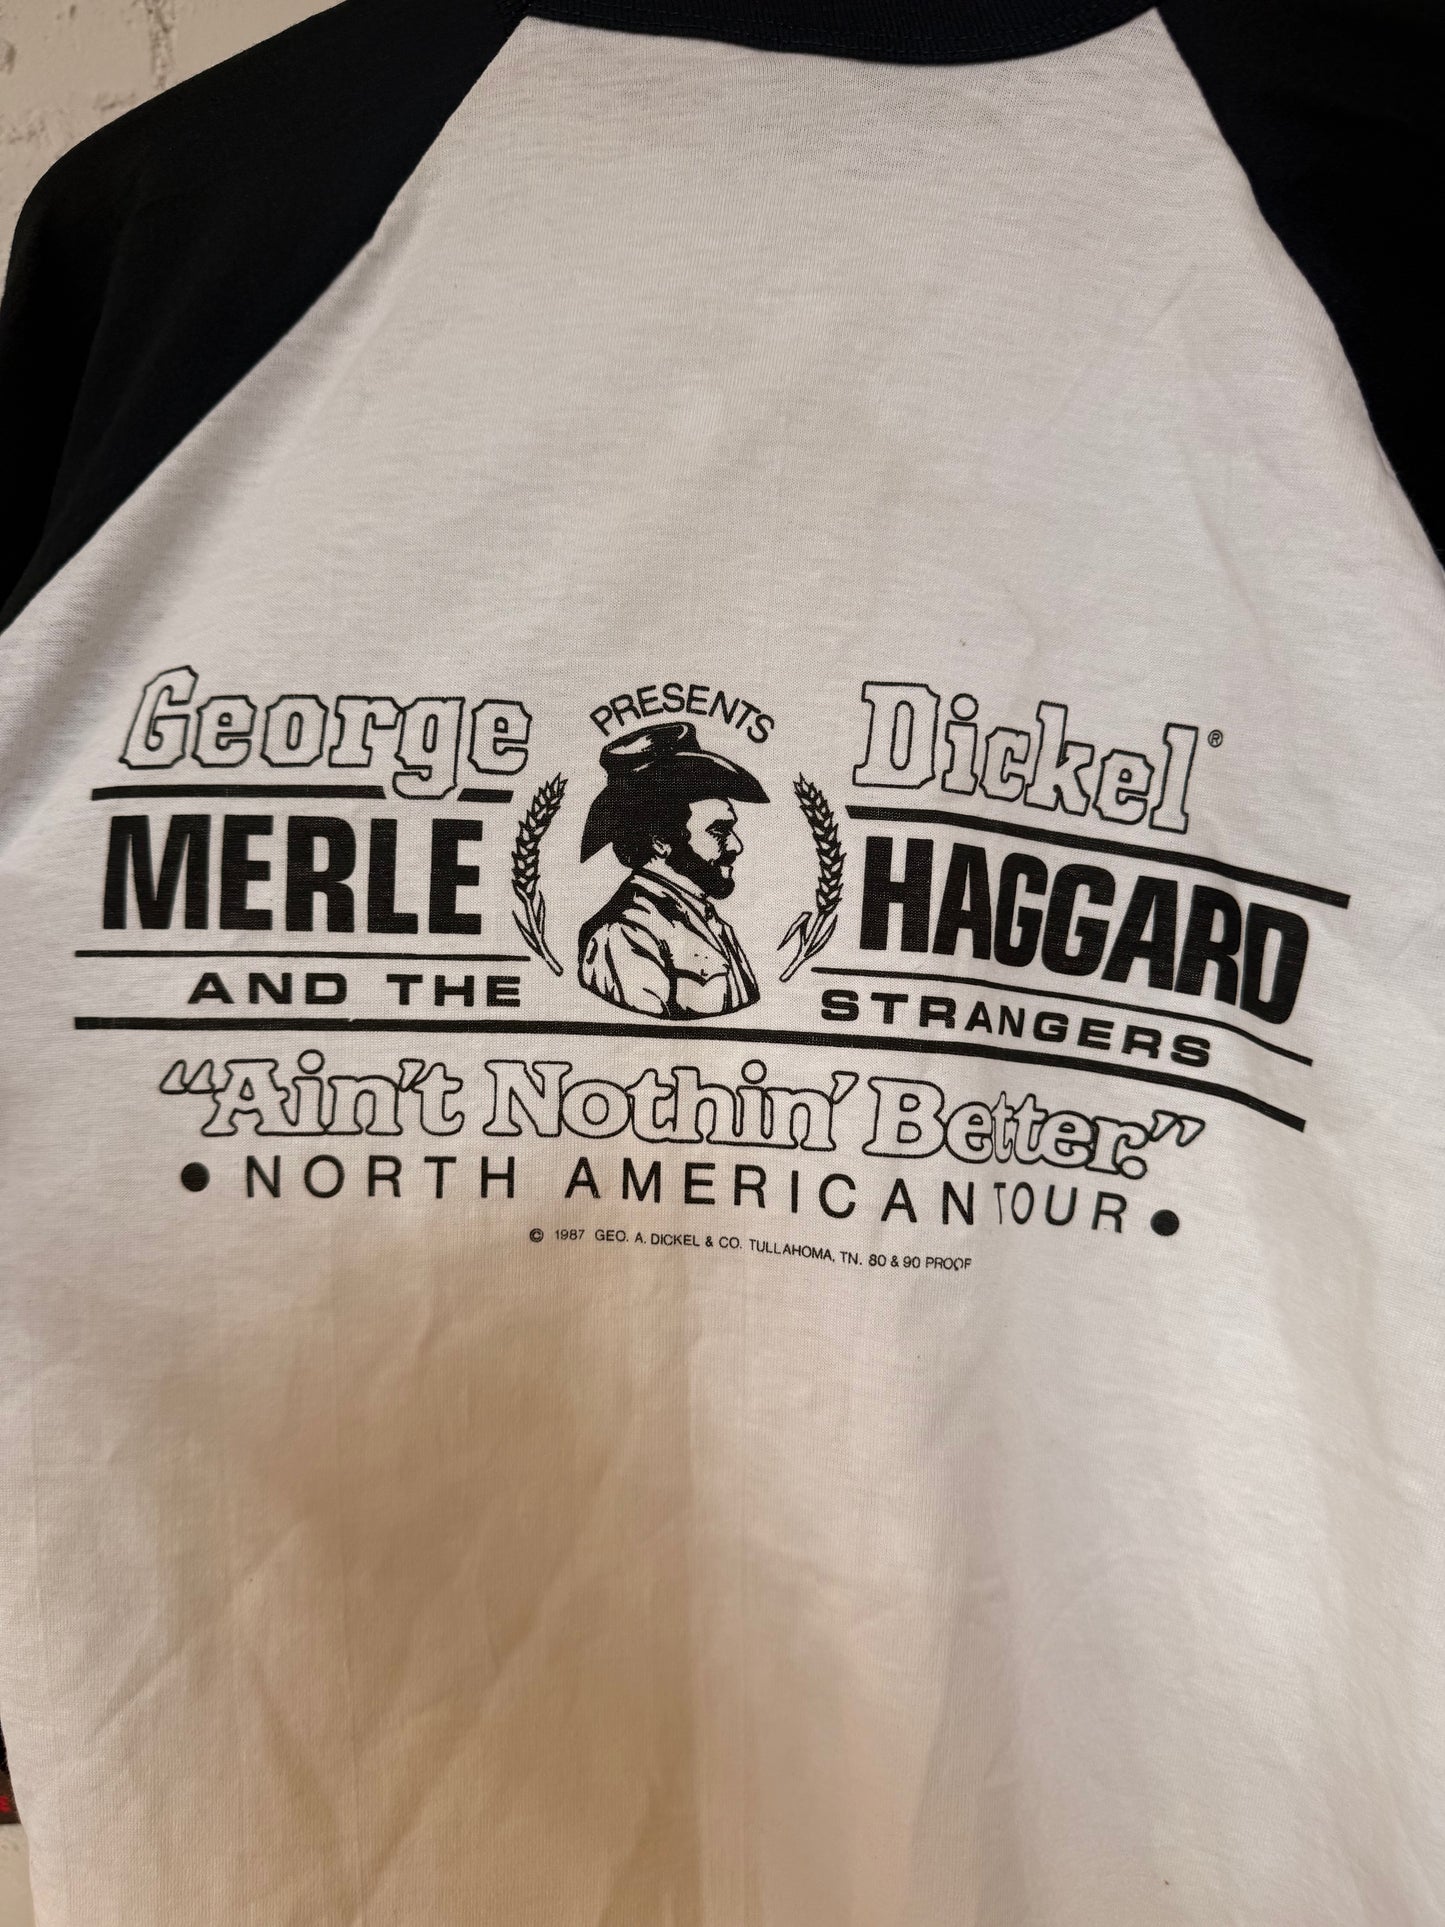 George PRESENTS Dickel®
MERLE HAGGARD
AND THE STRANGERS
"Ain't Nothin' Better."
• NORTH AMERICAN TOUR •
© 1987 GEO. A. DICKEL & CO. TULLAHOMA, TN. 80 & 90 PROOF